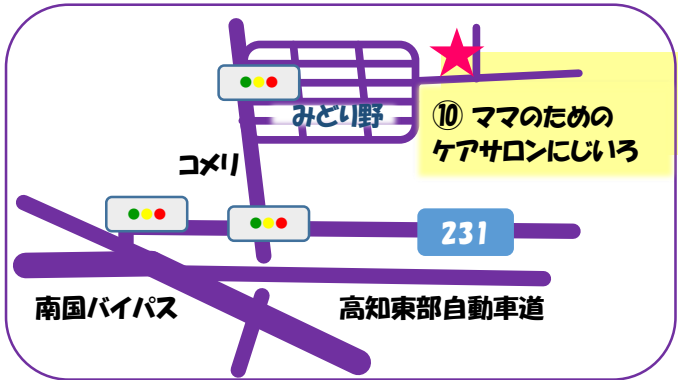 みどり野
⑩ ママのための
ケアサロンにじいろ
コメリ
231
南国バイパス
高知東部自動車道